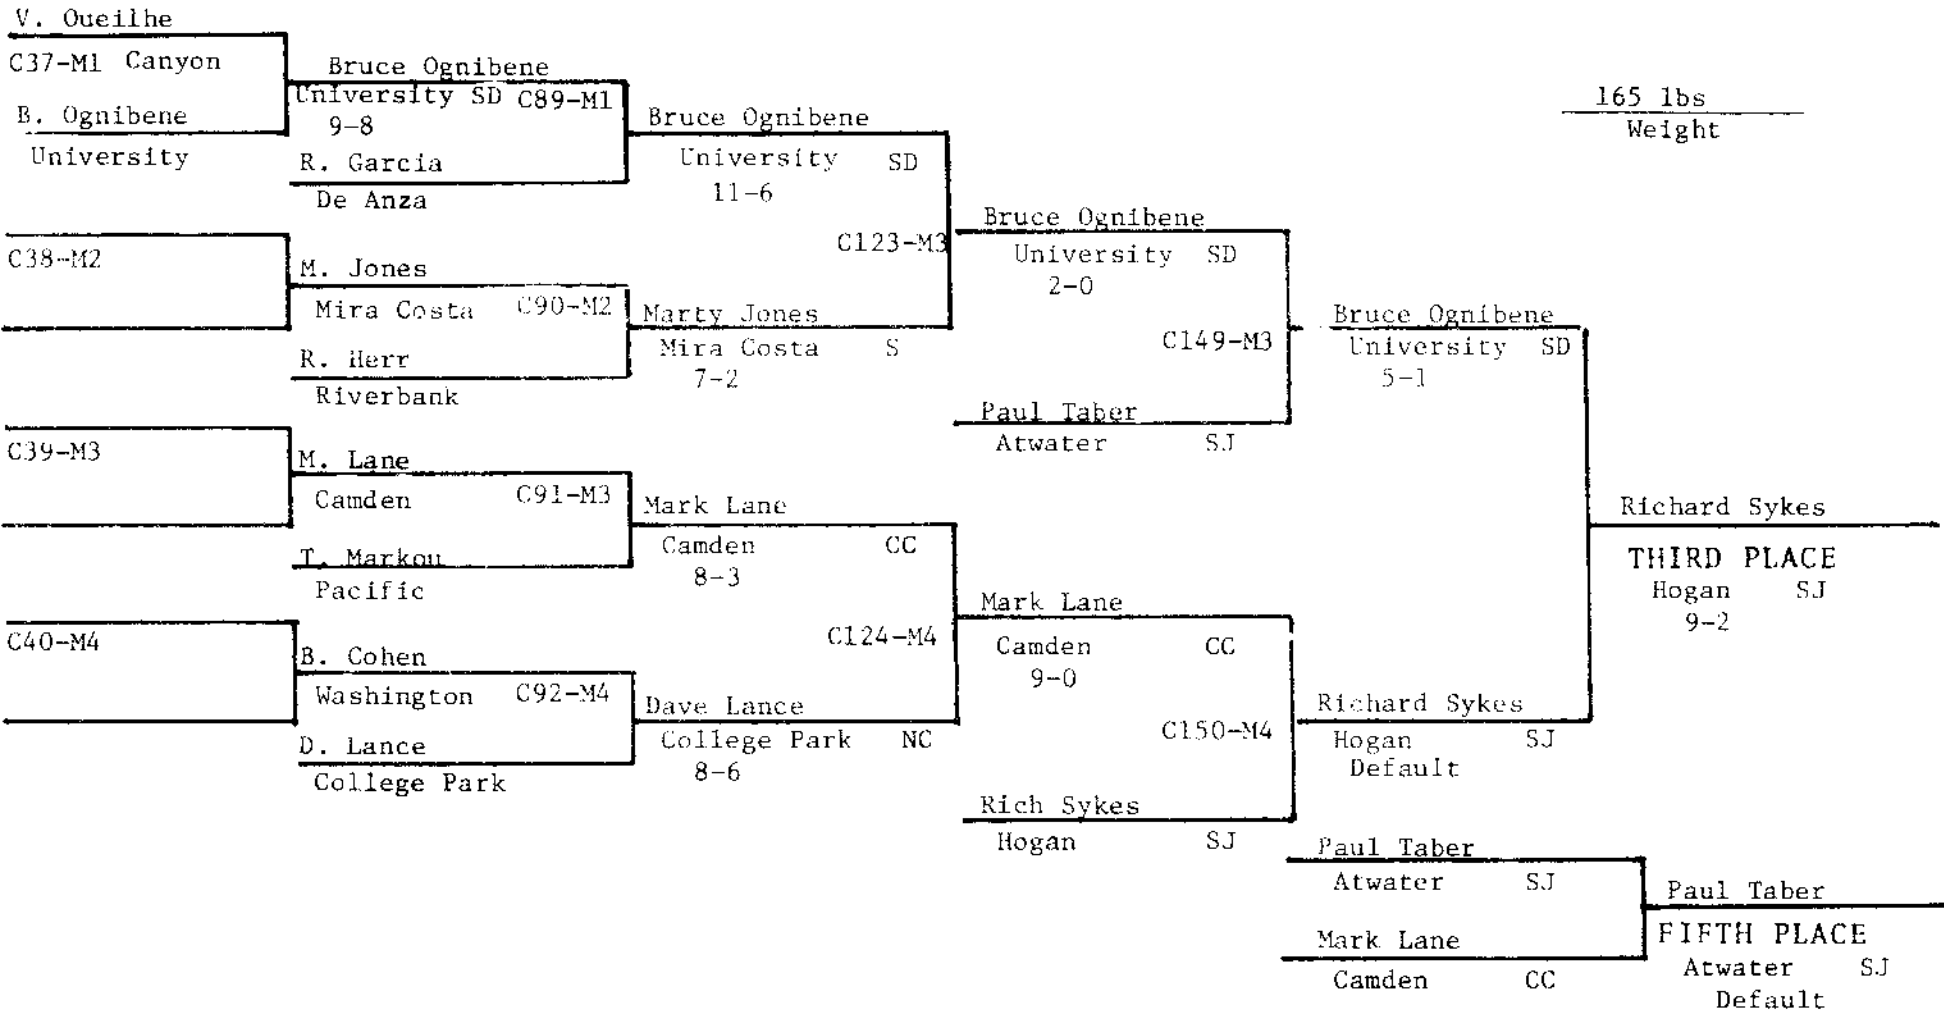 V. Oueilhe
C37-M1 Canyon
B. Ognibene
University
Bruce Ognibene
University SD C89-M1
9-8
R. Garcia
De Anza
Bruce Ognibene
University SD
11-6
165 lbs
Weight
C38-M2
M. Jones
Mira Costa C90-M2
R. Herr
Riverbank
Marty Jones
Mira Costa S
7-2
C123-M3
Bruce Ognibene
University SD
2-0
C149-M3
Paul Taber
Atwater SJ
Bruce Ognibene
University SD
5-1
C39-M3
M. Lane
Camden C91-M3
T. Markou
Pacific
Mark Lane
Camden CC
8-3
C40-M4
B. Cohen
Washington C92-M4
D. Lance
College Park
Dave Lance
College Park NC
8-6
C124-M4
Mark Lane
Camden CC
9-0
C150-M4
Rich Sykes
Hogan SJ
Richard Sykes
Hogan SJ
Default
Richard Sykes
THIRD PLACE
Hogan SJ
9-2
Paul Taber
Atwater SJ
Mark Lane
Camden CC
Paul Taber
FIFTH PLACE
Atwater SJ
Default